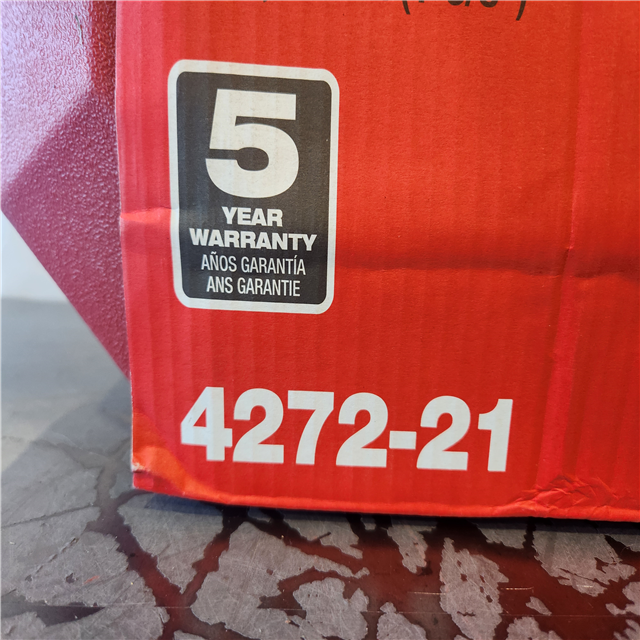 5
YEAR
WARRANTY
AÑOS GARANTÍA
ANS GARANTIE
4272-21